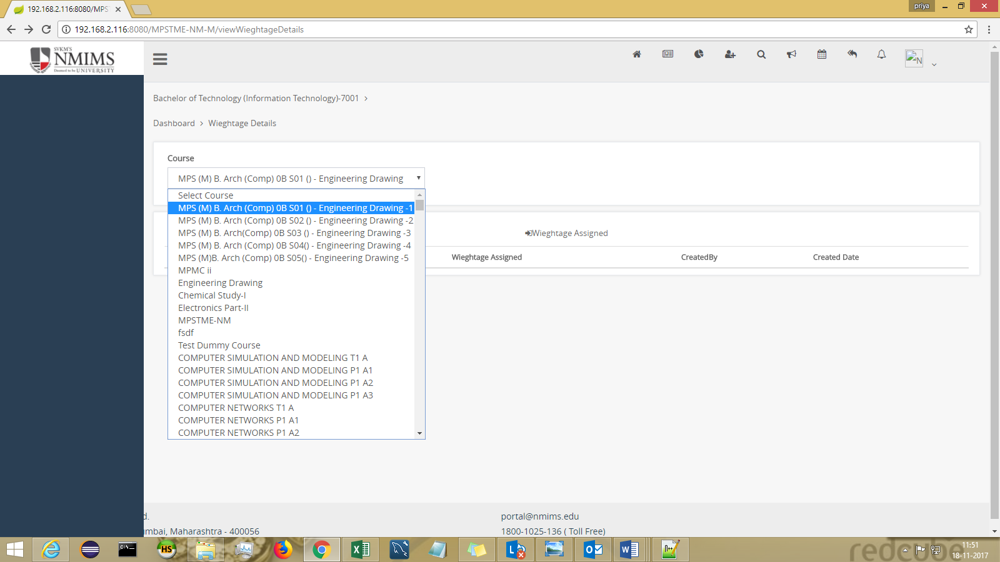 192.168.2.116:8080/MPS
priya
192.168.2.116:8080/MPSTME-NM-M/viewWieghtageDetails
SVKM'S
NMIMS
Deemed to be UNIVERSITY
N
Bachelor of Technology (Information Technology)-7001 >
Dashboard > Wieghtage Details
Course
MPS (M) B. Arch (Comp) 0B S01 () - Engineering Drawing
Select Course
MPS (M) B. Arch (Comp) 0B S01 () - Engineering Drawing -1
MPS (M) B. Arch (Comp) 0B S02 () - Engineering Drawing -2
MPS (M) B. Arch(Comp) 0B S03 () - Engineering Drawing -3
MPS (M) B. Arch (Comp) 0B S04() - Engineering Drawing -4
MPS (M)B. Arch (Comp) 0B S05() - Engineering Drawing -5
MPMC ii
Engineering Drawing
Chemical Study-I
Electronics Part-II
MPSTME-NM
fsdf
Test Dummy Course
COMPUTER SIMULATION AND MODELING T1 A
COMPUTER SIMULATION AND MODELING P1 A1
COMPUTER SIMULATION AND MODELING P1 A2
COMPUTER SIMULATION AND MODELING P1 A3
COMPUTER NETWORKS T1 A
COMPUTER NETWORKS P1 A1
COMPUTER NETWORKS P1 A2
Wieghtage Assigned
Wieghtage Assigned CreatedBy Created Date
d.
mbai, Maharashtra - 400056
portal@nmims.edu
1800-1025-136 ( Toll Free)
HS
redcube
11:51
18-11-2017